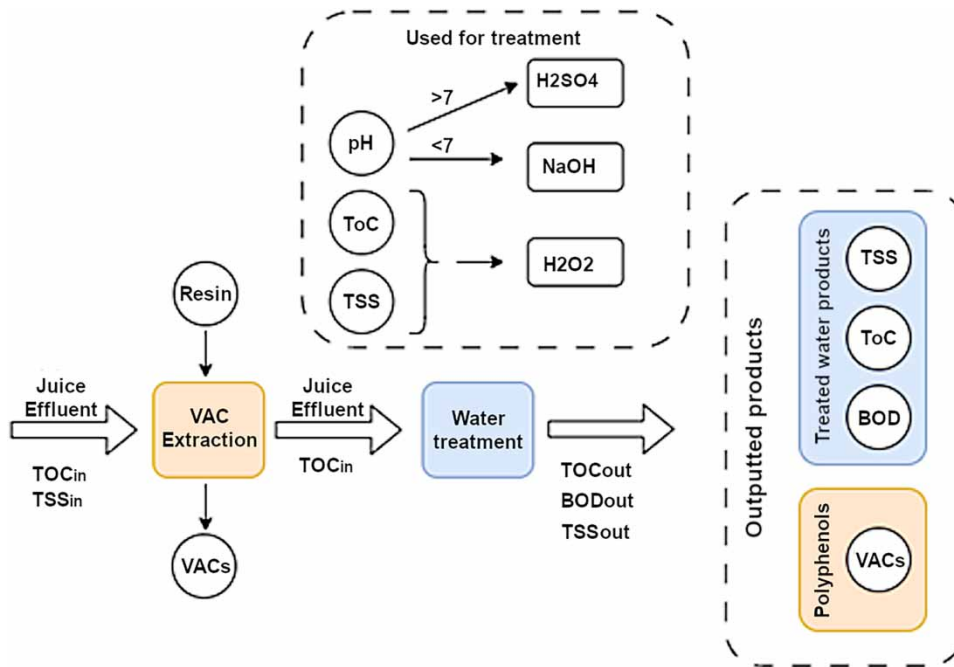 Used for treatment
H2SO4
>7
pH
<7
NaOH
ToC
H2O2
TSS
Resin
Juice
Effluent
VAC
Extraction
TOCin
TSSin
VACs
Juice
Effluent
TOCin
Water
treatment
TOCout
BODout
TSSout
Outputted products
Treated water products
TSS
ToC
BOD
Polyphenols
VACs